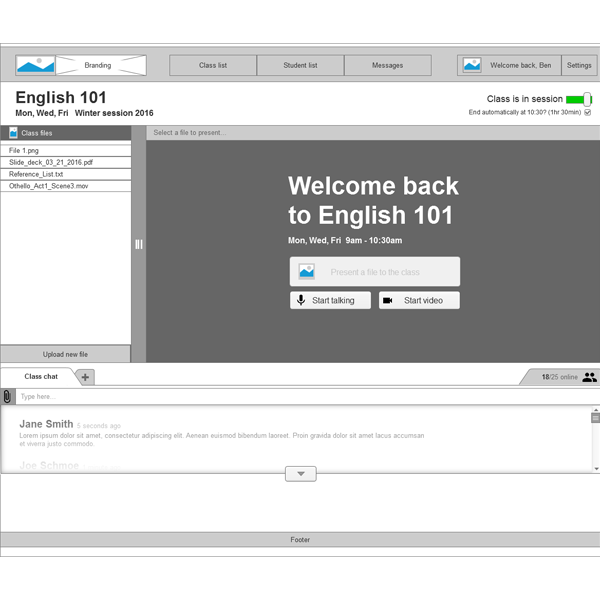 Branding
Class list
Student list
Messages
Welcome back, Ben
Settings
English 101
Mon, Wed, Fri Winter session 2016
Class is in session
End automatically at 10:30? (1hr 30min)
Class files
Select a file to present...
File 1.png
Slide_deck_03_21_2016.pdf
Reference_List.txt
Othello_Act1_Scene3.mov
Welcome back
to English 101
Mon, Wed, Fri 9am - 10:30am
Present a file to the class
Start talking
Start video
Upload new file
Class chat
18/25 online
Type here...
Jane Smith 5 seconds ago
Lorem ipsum dolor sit amet, consectetur adipiscing elit. Aenean euismod bibendum laoreet. Proin gravida dolor sit amet lacus accumsan
et viverra justo commodo.
Joe Schmoe
Footer